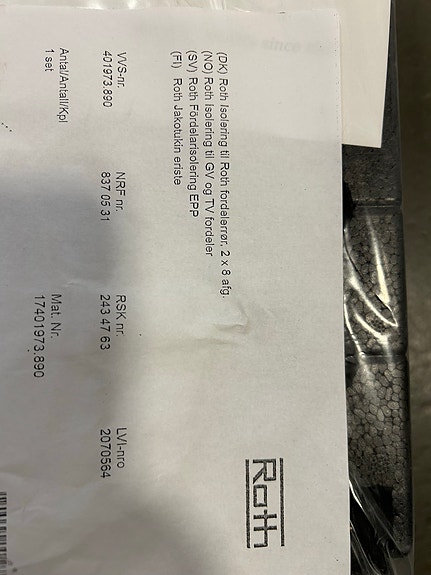 since
Roth
(DK) Roth Isolering til Roth fordelerrør, 2 x 8 afg.
(NO) Roth Isolering til GV og TV fordeler
(SV) Roth Fördelarisolering EPP
(FI) Roth Jakotukin eriste
VVS-nr. NRF nr. RSK nr. LVI-nro
401973.890 837 05 31 243 47 63 2070564
Antal/Antall/Kpl Mat. Nr.
1 set 17401973.890